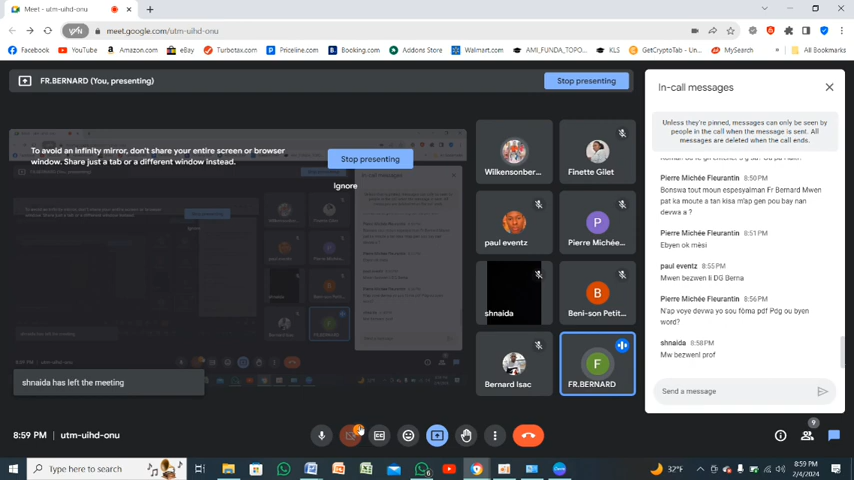 Meet - utm-uihd-onu
meet.google.com/utm-uihd-onu
Facebook YouTube Amazon.com eBay Turbotax.com Priceline.com Booking.com Addons Store Walmart.com AMI_FUNDA_TOPO... KLS GetCryptoTab - Un... MySearch » All Bookmarks
FR.BERNARD (You, presenting)
Stop presenting
To avoid an infinity mirror, don't share your entire screen or browser
window. Share just a tab or a different window instead.
Stop presenting
Ignore
shnaida has left the meeting
Wilkensonber...
Finette Gilet
paul eventz
P
Pierre Michée...
shnaida
B
Beni-son Petit...
Bernard Isac
F
FR.BERNARD
In-call messages
Unless they're pinned, messages can only be seen by
people in the call when the message is sent. All
messages are deleted when the call ends.
Pierre Michée Fleurantin 8:50 PM
Bonswa tout moun espesyalman Fr Bernard Mwen
pat ka moute a tan kisa m'ap gen pou bay nan
devwa a ?
Pierre Michée Fleurantin 8:51 PM
Ebyen ok mèsi
paul eventz 8:55 PM
Mwen bezwen li DG Berna
Pierre Michée Fleurantin 8:56 PM
N'ap voye devwa yo sou fòma pdf Pdg ou byen
word?
shnaida 8:58 PM
Mw bezwenl prof
Send a message
8:59 PM | utm-uihd-onu
9
Type here to search
6
32°F
8:59 PM
2/4/2024